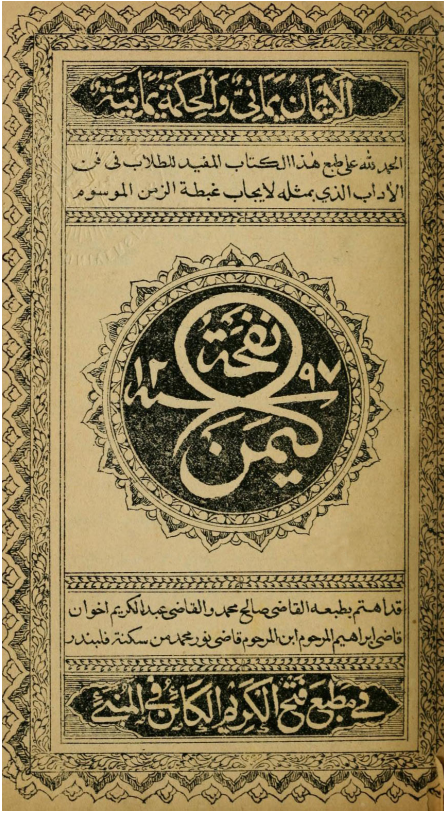 الايمان يماني والحكمة يمانية
الحمد لله على طبع هذا الكتاب المفيد للطلاب في فن
الاداب الذي بمثله لايجاب غبطة الزمن الموسوم
نفحة
١٢٩٧
اليمن
قد اهتم بطبعه القاضي صالح محمد والقاضي عبد الكريم اخوان
قاضي ابراهيم المرحوم ابن المرحوم قاضي نور محمد من سكنة فلبندر
في مطبع فتح الكريم الكائن في المنبئ